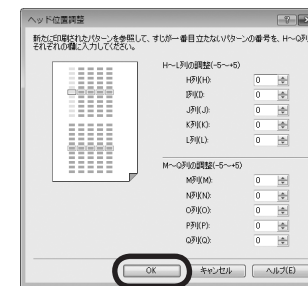 ヘッド位置調整
新たに印刷されたパターンを参照して、すじが一番目立たないパターンの番号を、H～Q列
それぞれの欄に入力してください。
H～L列の調整(-5～+5)
H列(H): 0
I列(I): 0
J列(J): 0
K列(K): 0
L列(L): 0
M～Q列の調整(-5～+5)
M列(M): 0
N列(N): 0
O列(O): 0
P列(P): 0
Q列(Q): 0
OK キャンセル ヘルプ(E)